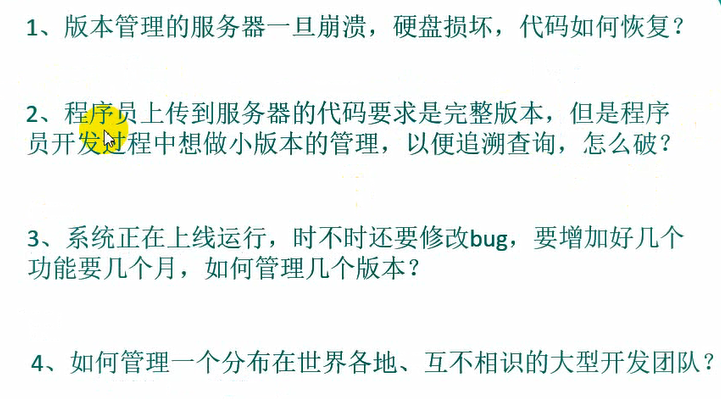 1、版本管理的服务器一旦崩溃，硬盘损坏，代码如何恢复？
2、程序员上传到服务器的代码要求是完整版本，但是程序
员开发过程中想做小版本的管理，以便追溯查询，怎么破？
3、系统正在上线运行，时不时还要修改bug，要增加好几个
功能要几个月，如何管理几个版本？
4、如何管理一个分布在世界各地、互不相识的大型开发团队？